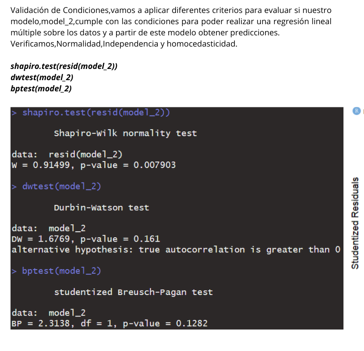 Validación de Condiciones,vamos a aplicar diferentes criterios para evaluar si nuestro
modelo,model_2,cumple con las condiciones para poder realizar una regresión lineal
múltiple sobre los datos y a partir de este modelo obtener predicciones.
Verificamos,Normalidad,Independencia y homocedasticidad.
shapiro.test(resid(model_2))
dwtest(model_2)
bptest(model_2)
> shapiro.test(resid(model_2))
Shapiro-Wilk normality test
data: resid(model_2)
W = 0.91499, p-value = 0.007903
> dwtest(model_2)
Durbin-Watson test
data: model_2
DW = 1.6769, p-value = 0.161
alternative hypothesis: true autocorrelation is greater than 0
> bptest(model_2)
studentized Breusch-Pagan test
data: model_2
BP = 2.3138, df = 1, p-value = 0.1282
Studentized Residuals